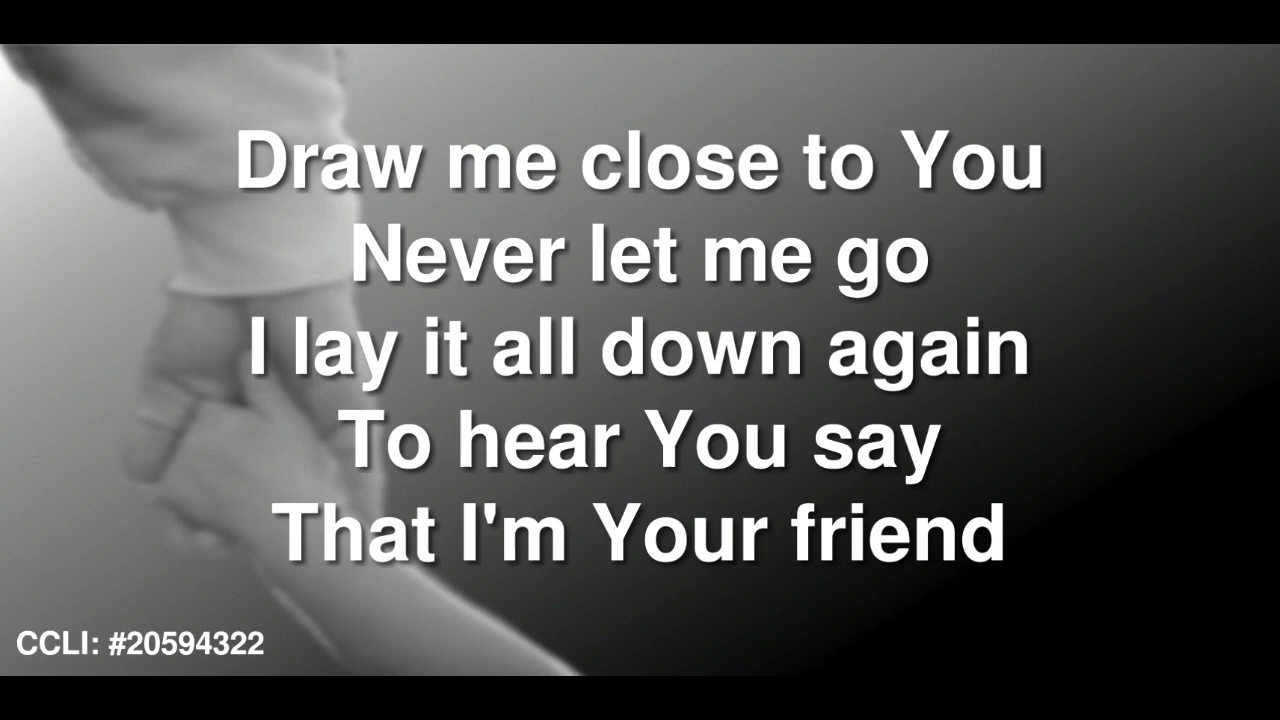 Draw me close to You
Never let me go
I lay it all down again
To hear You say
That I'm Your friend
CCLI: #20594322